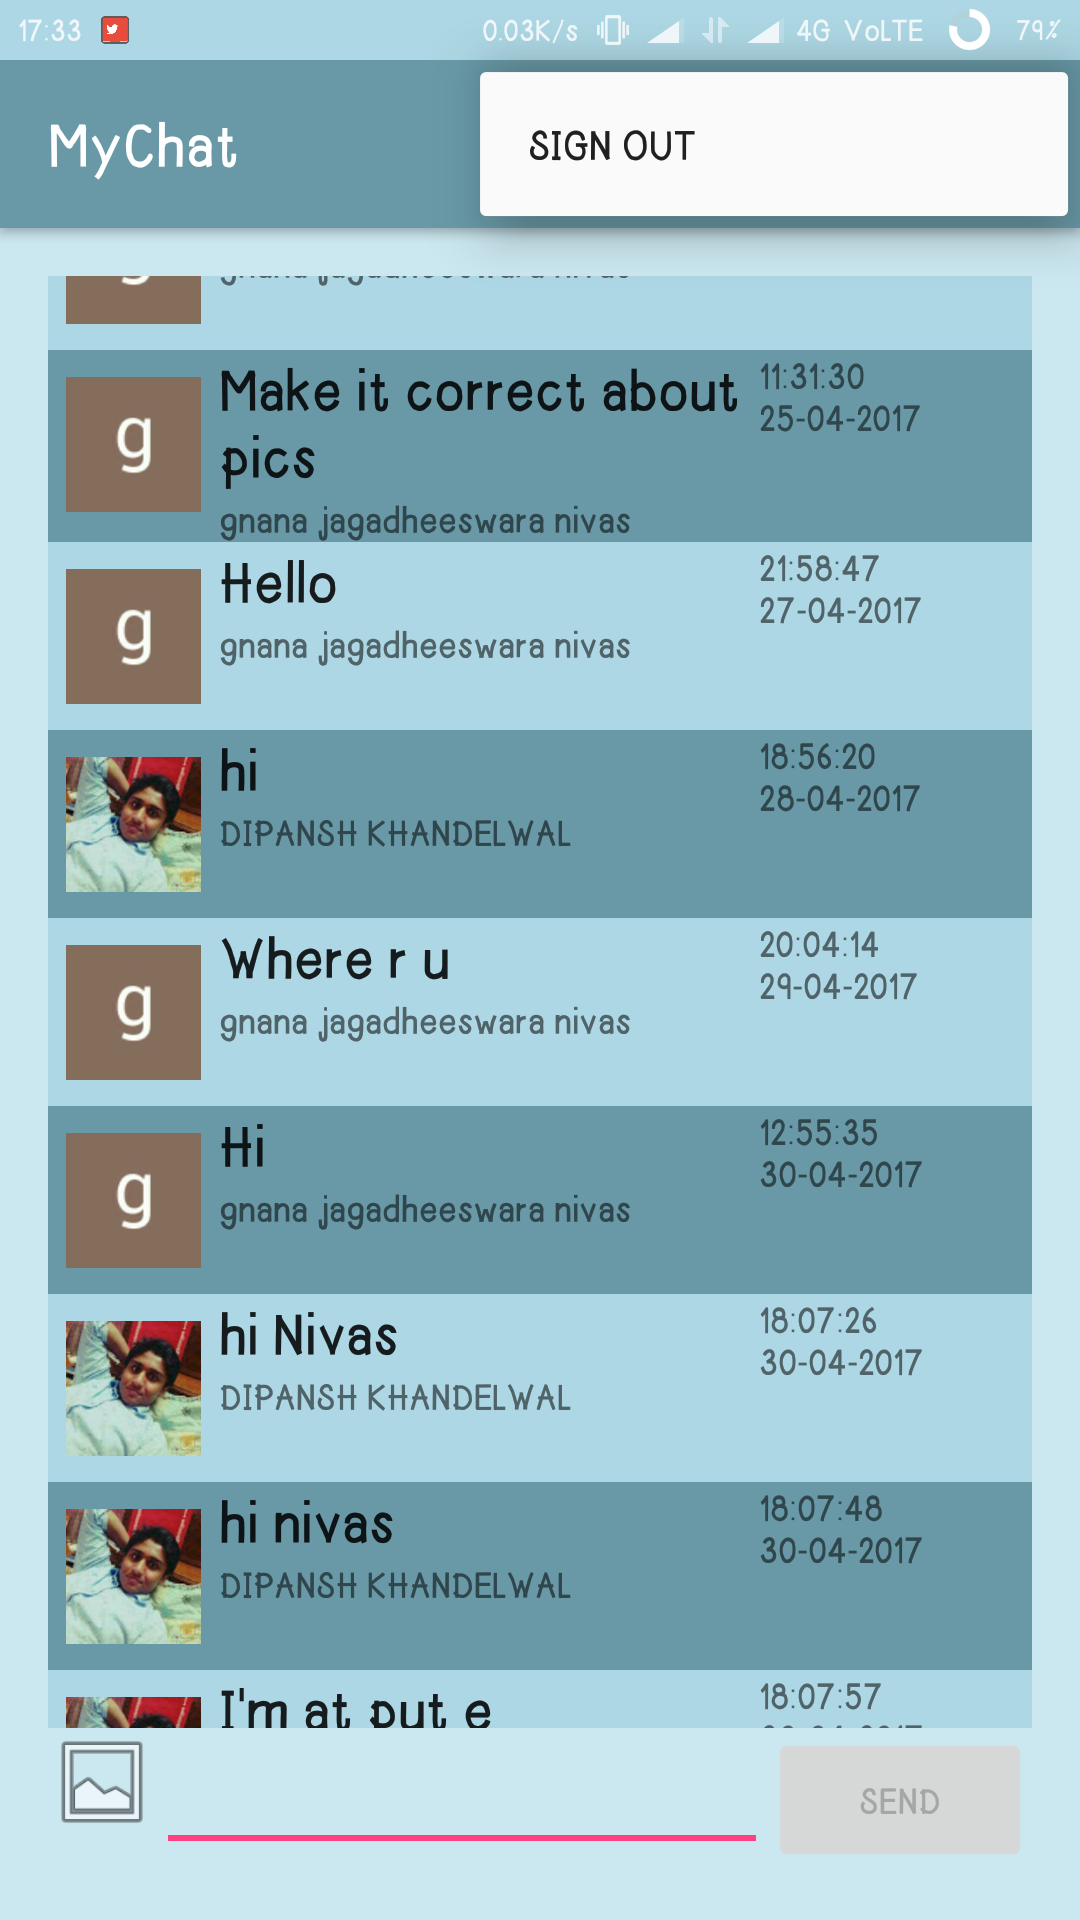 17:33 0.03K/s 4G VoLTE 79%
MyChat
SIGN OUT
gnana jagadheeswara nivas
g
Make it correct about
pics
gnana jagadheeswara nivas
11:31:30
25-04-2017
g
Hello
gnana jagadheeswara nivas
21:58:47
27-04-2017
hi
DIPANSH KHANDELWAL
18:56:20
28-04-2017
g
Where r u
gnana jagadheeswara nivas
20:04:14
29-04-2017
g
Hi
gnana jagadheeswara nivas
12:55:35
30-04-2017
hi Nivas
DIPANSH KHANDELWAL
18:07:26
30-04-2017
hi nivas
DIPANSH KHANDELWAL
18:07:48
30-04-2017
I'm at put e
18:07:57
SEND